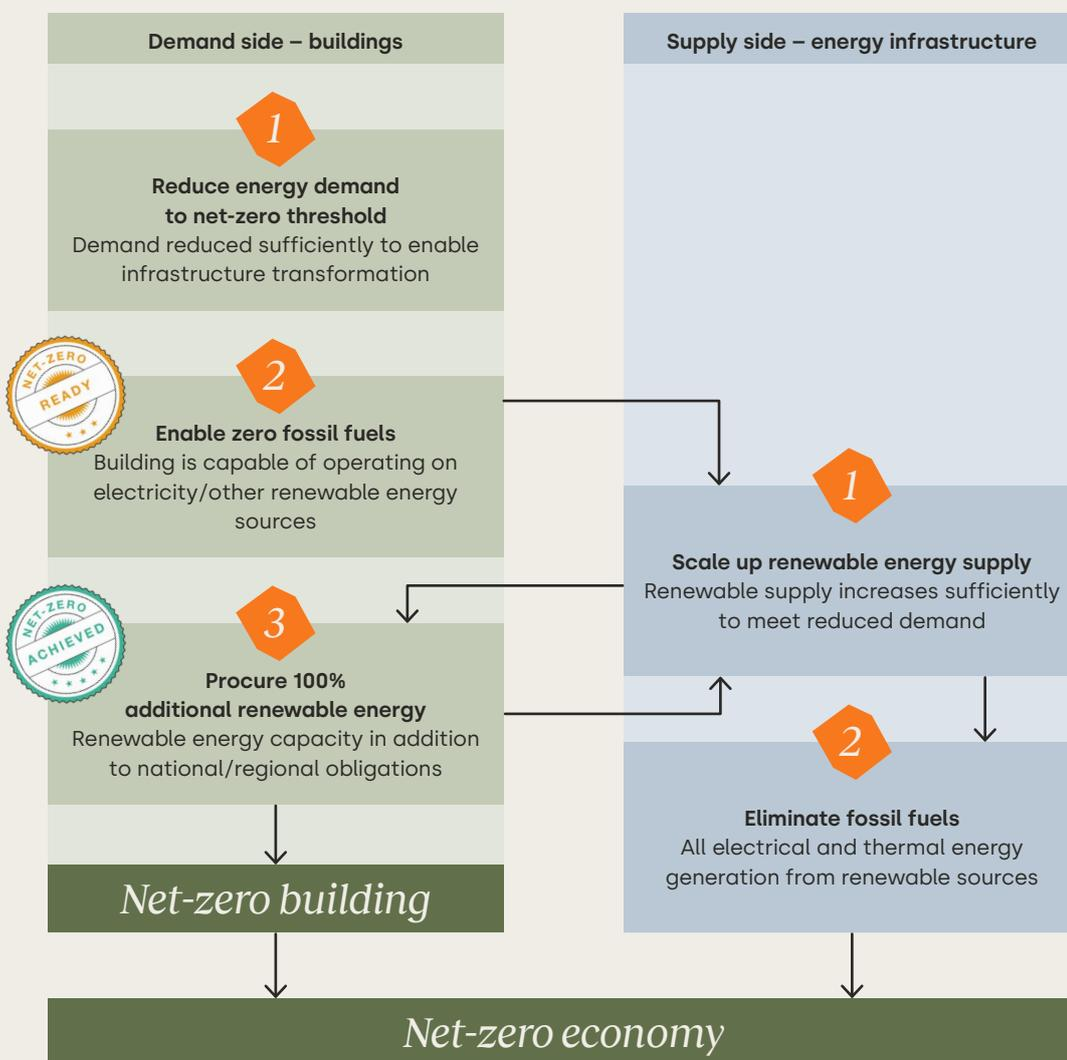 Demand side – buildings
1
Reduce energy demand
to net-zero threshold
Demand reduced sufficiently to enable
infrastructure transformation
NET-ZERO
READY
2
Enable zero fossil fuels
Building is capable of operating on
electricity/other renewable energy
sources
NET-ZERO
ACHIEVED
3
Procure 100%
additional renewable energy
Renewable energy capacity in addition
to national/regional obligations
Net-zero building
Supply side – energy infrastructure
1
Scale up renewable energy supply
Renewable supply increases sufficiently
to meet reduced demand
2
Eliminate fossil fuels
All electrical and thermal energy
generation from renewable sources
Net-zero economy